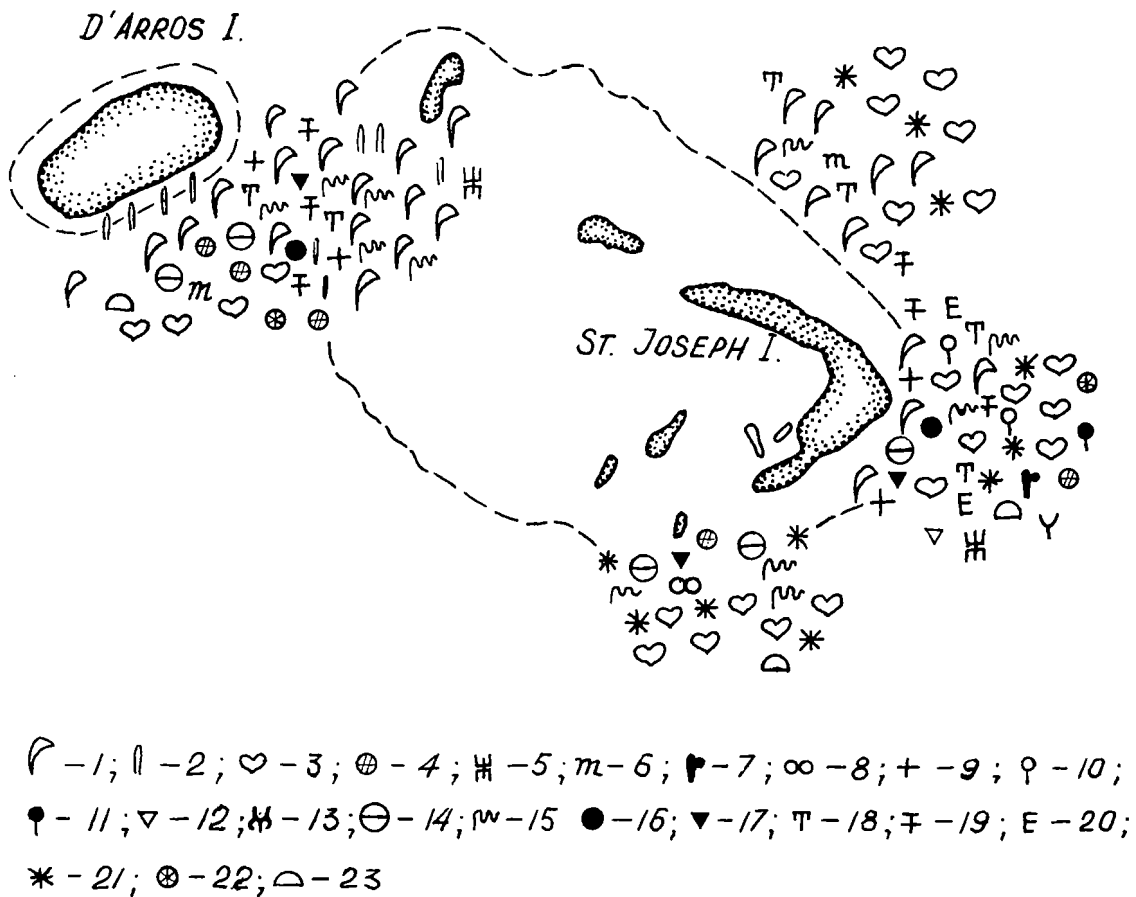 D'ARROS I.
ST. JOSEPH I.
–1; –2; –3; –4; –5; m–6; –7; ∞–8; +–9; –10;
–11; ▽–12; –13; ⊖–14; –15 ●–16; ▼–17; T–18; –19; E–20;
–21; –22; –23